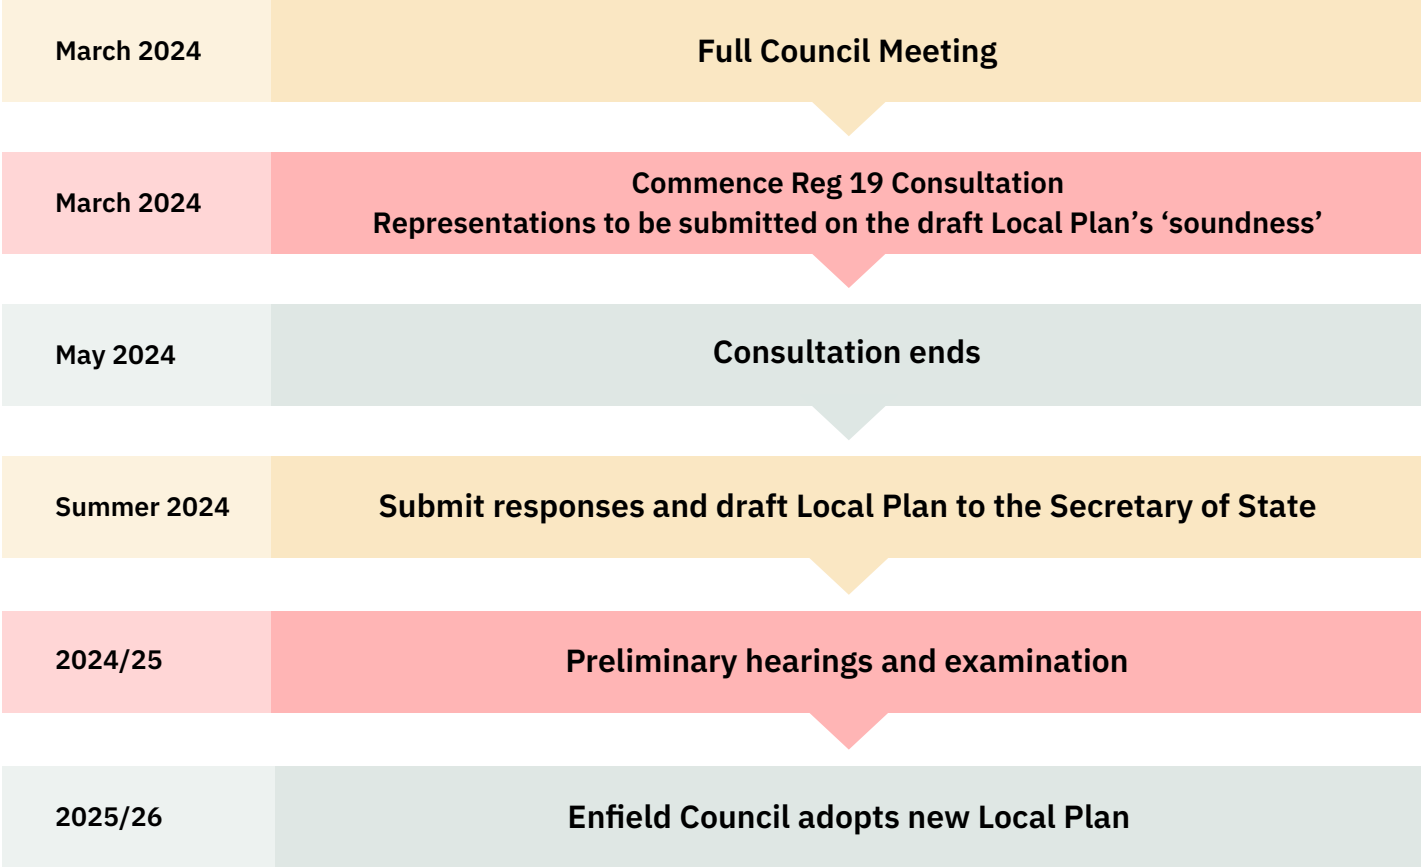 March 2024
Full Council Meeting
March 2024
Commence Reg 19 Consultation
Representations to be submitted on the draft Local Plan’s ‘soundness’
May 2024
Consultation ends
Summer 2024
Submit responses and draft Local Plan to the Secretary of State
2024/25
Preliminary hearings and examination
2025/26
Enfield Council adopts new Local Plan